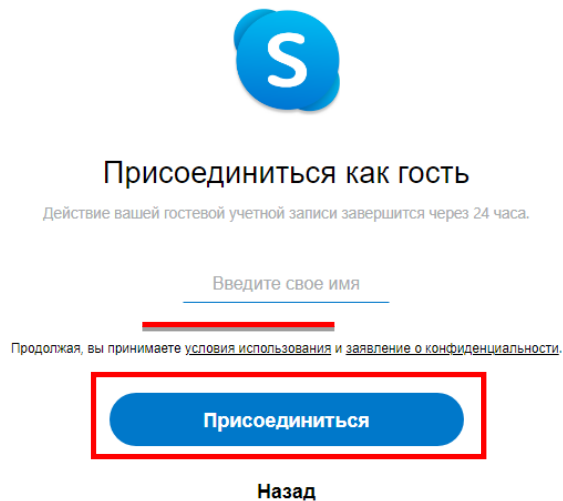 S
Присоединиться как гость
Действие вашей гостевой учетной записи завершится через 24 часа.
Введите свое имя
Продолжая, вы принимаете условия использования и заявление о конфиденциальности.
Присоединиться
Назад